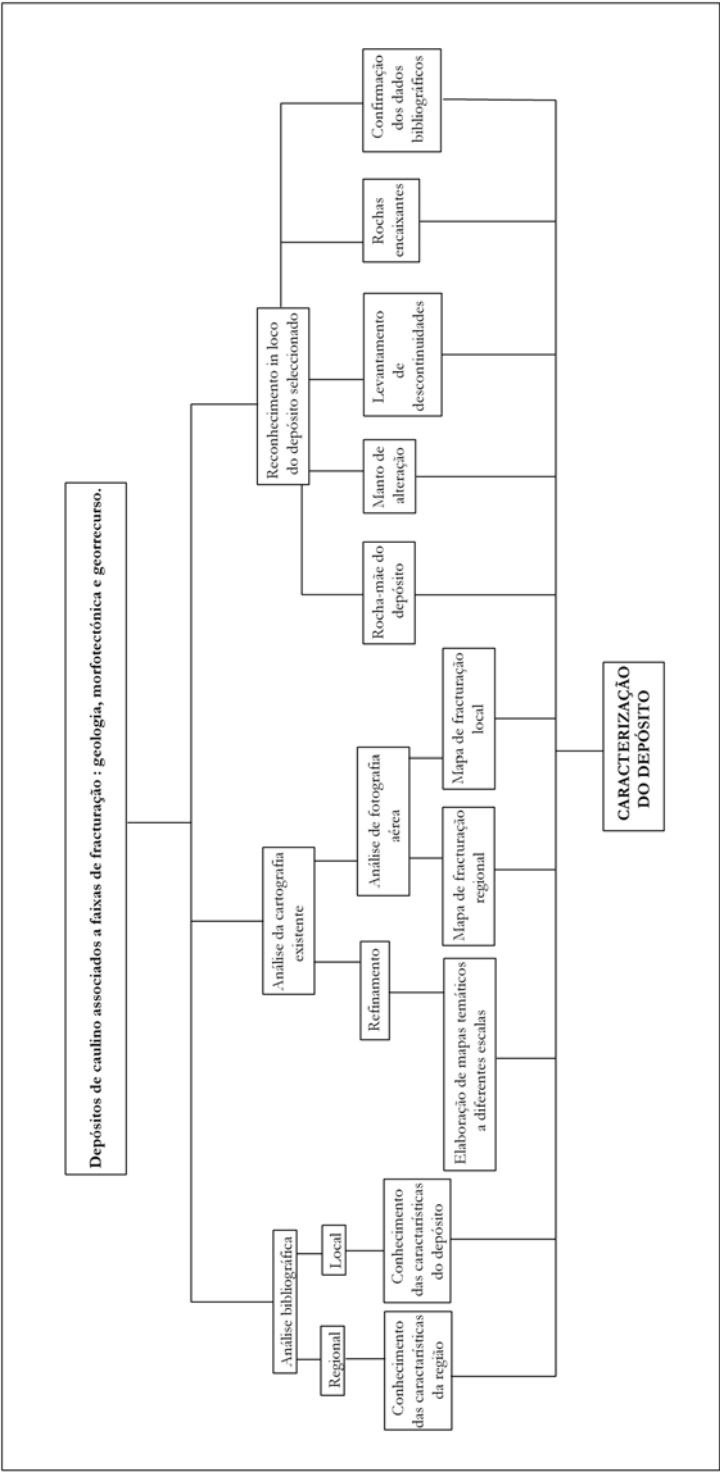 Depósitos de caulino associados a faixas de fracturação : geologia, morfotectónica e georrecurso.
Análise bibliográfica
Regional
Conhecimento
das caractarísticas
da região
Local
Conhecimento
das caractarísticas
do depósito
Análise da cartografia
existente
Refinamento
Elaboração de mapas temáticos
a diferentes escalas
Análise de fotografia
aérea
Mapa de fracturação
regional
Mapa de fracturação
local
Reconhecimento in loco
do depósito seleccionado
Rocha-mãe do
depósito
Manto de
alteração
Levantamento
de
descontinuidades
Rochas
encaixantes
Confirmação
dos dados
bibliográficos
CARACTERIZAÇÃO
DO DEPÓSITO